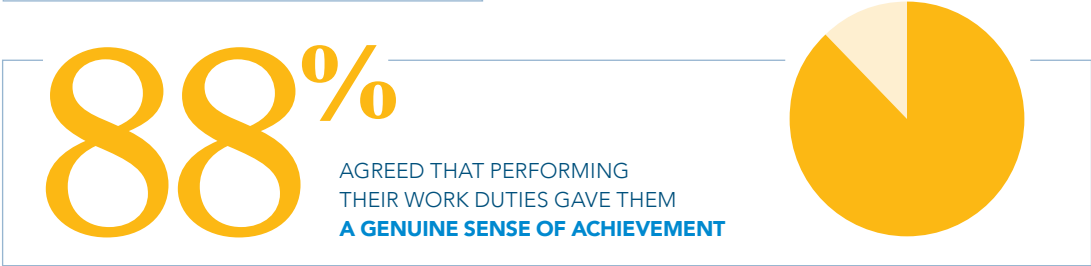 88%
AGREED THAT PERFORMING
THEIR WORK DUTIES GAVE THEM
A GENUINE SENSE OF ACHIEVEMENT